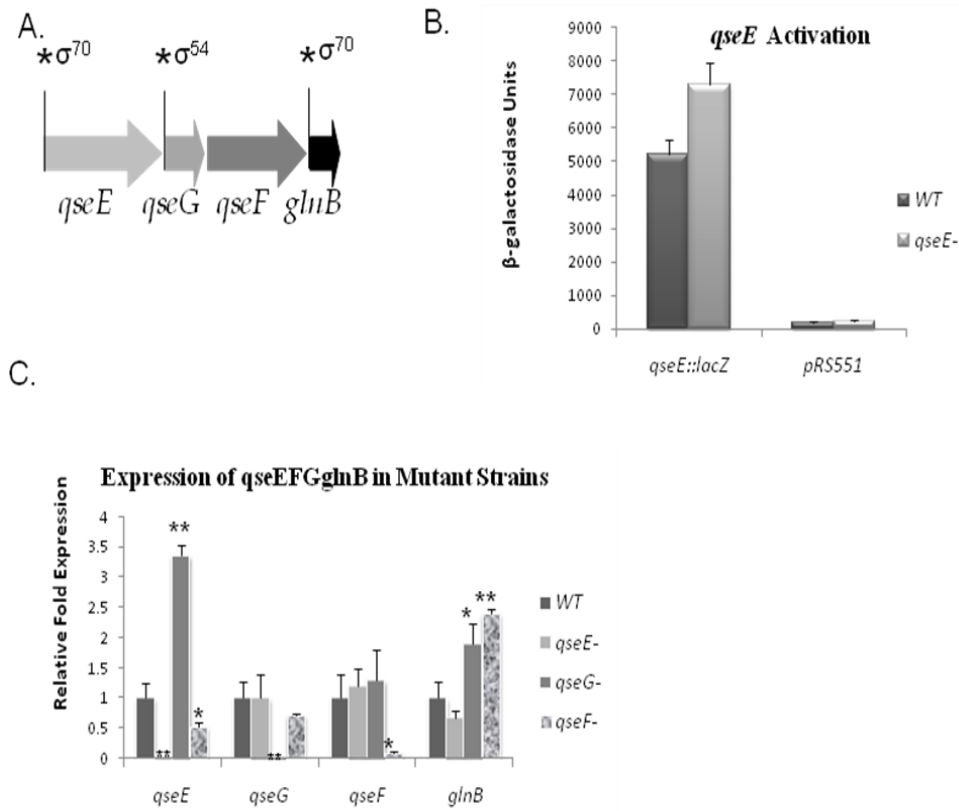 A.
*σ70 *σ54 *σ70
qseE qseG qseF glnB
B.
qseE Activation
β-galactosidase Units
9000
8000
7000
6000
5000
4000
3000
2000
1000
0
qseE::lacZ pRS551
WT
qseE-
C.
Expression of qseEFGglnB in Mutant Strains
Relative Fold Expression
4
3.5
3
2.5
2
1.5
1
0.5
0
** ** * ** * * **
qseE qseG qseF glnB
WT
qseE-
qseG-
qseF-